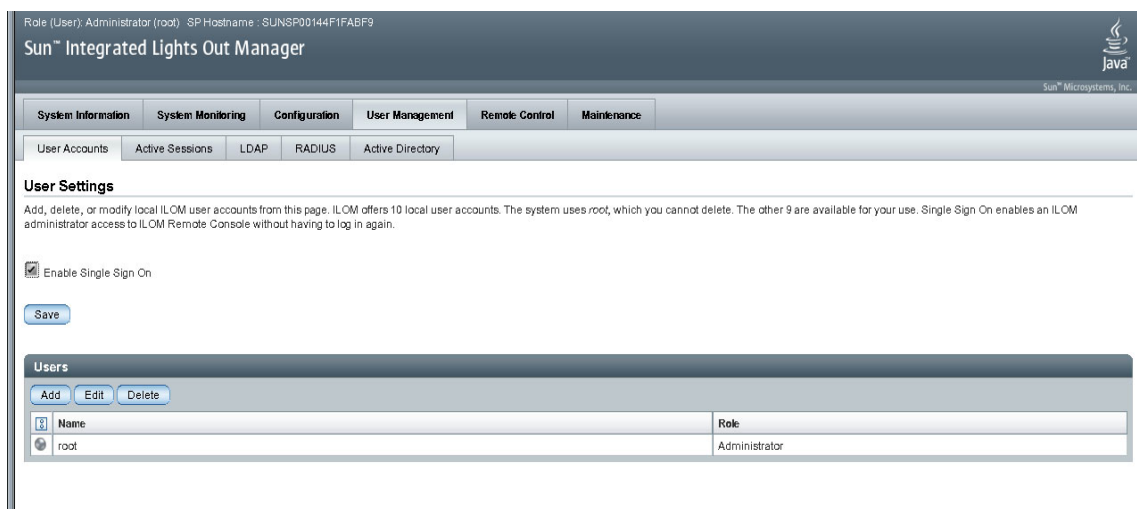 Role (User): Administrator (root) SP Hostname : SUNSP00144F1FABF9
Sun™ Integrated Lights Out Manager
Java™
Sun™ Microsystems, Inc.
System Information System Monitoring Configuration User Management Remote Control Maintenance
User Accounts Active Sessions LDAP RADIUS Active Directory
User Settings
Add, delete, or modify local ILOM user accounts from this page. ILOM offers 10 local user accounts. The system uses root, which you cannot delete. The other 9 are available for your use. Single Sign On enables an ILOM
administrator access to ILOM Remote Console without having to log in again.
Enable Single Sign On
Save
Users
Add Edit Delete
Name Role
root Administrator